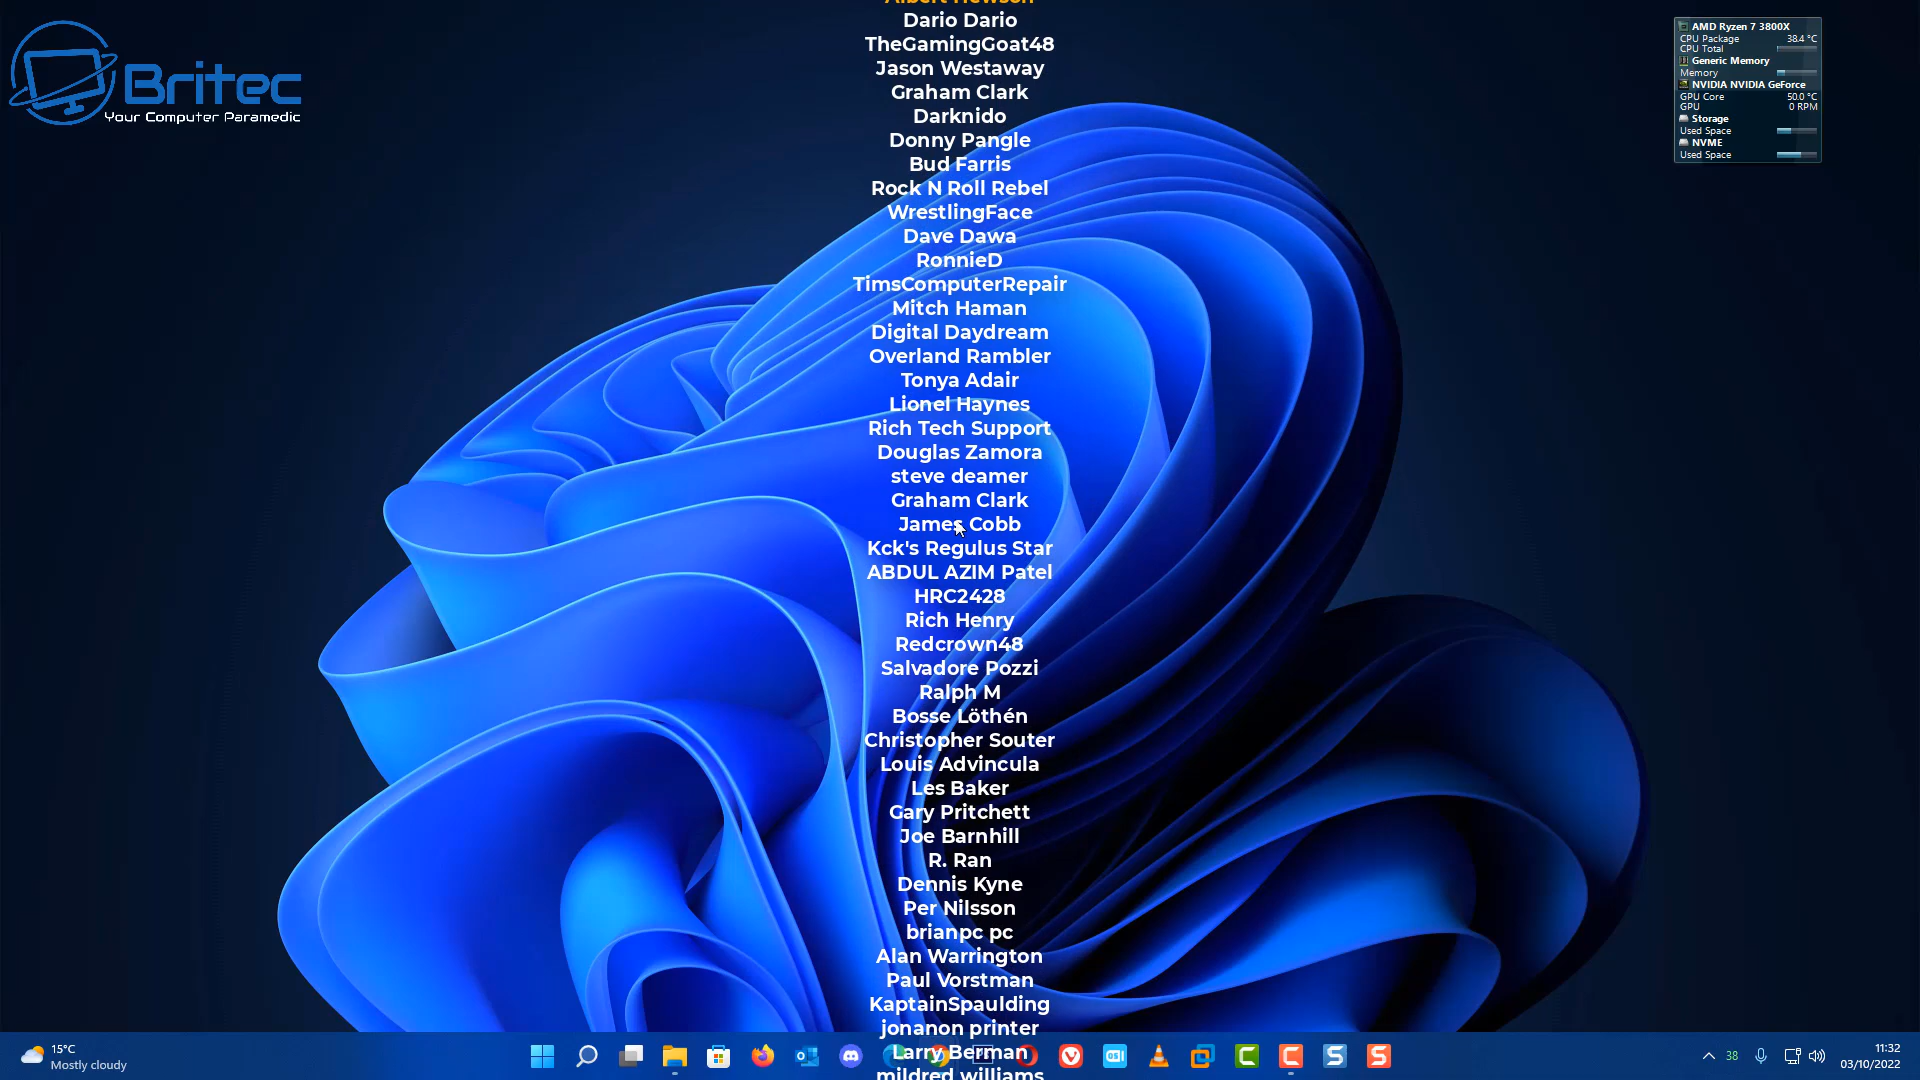 Albert Hewson
Dario Dario
TheGamingGoat48
Jason Westaway
Graham Clark
Darknido
Donny Pangle
Bud Farris
Rock N Roll Rebel
WrestlingFace
Dave Dawa
RonnieD
TimsComputerRepair
Mitch Haman
Digital Daydream
Overland Rambler
Tonya Adair
Lionel Haynes
Rich Tech Support
Douglas Zamora
steve deamer
Graham Clark
James Cobb
Kck's Regulus Star
ABDUL AZIM Patel
HRC2428
Rich Henry
Redcrown48
Salvadore Pozzi
Ralph M
Bosse Löthén
Christopher Souter
Louis Advincula
Les Baker
Gary Pritchett
Joe Barnhill
R. Ran
Dennis Kyne
Per Nilsson
brianpc pc
Alan Warrington
Paul Vorstman
KaptainSpaulding
jonanon printer
Larry Berman
mildred williams
Britec
Your Computer Paramedic
AMD Ryzen 7 3800X
CPU Package 38.4 °C
CPU Total
Generic Memory
Memory
NVIDIA NVIDIA GeForce
GPU Core 50.0 °C
GPU 0 RPM
Storage
Used Space
NVME
Used Space
15°C
Mostly cloudy
38
11:32
03/10/2022